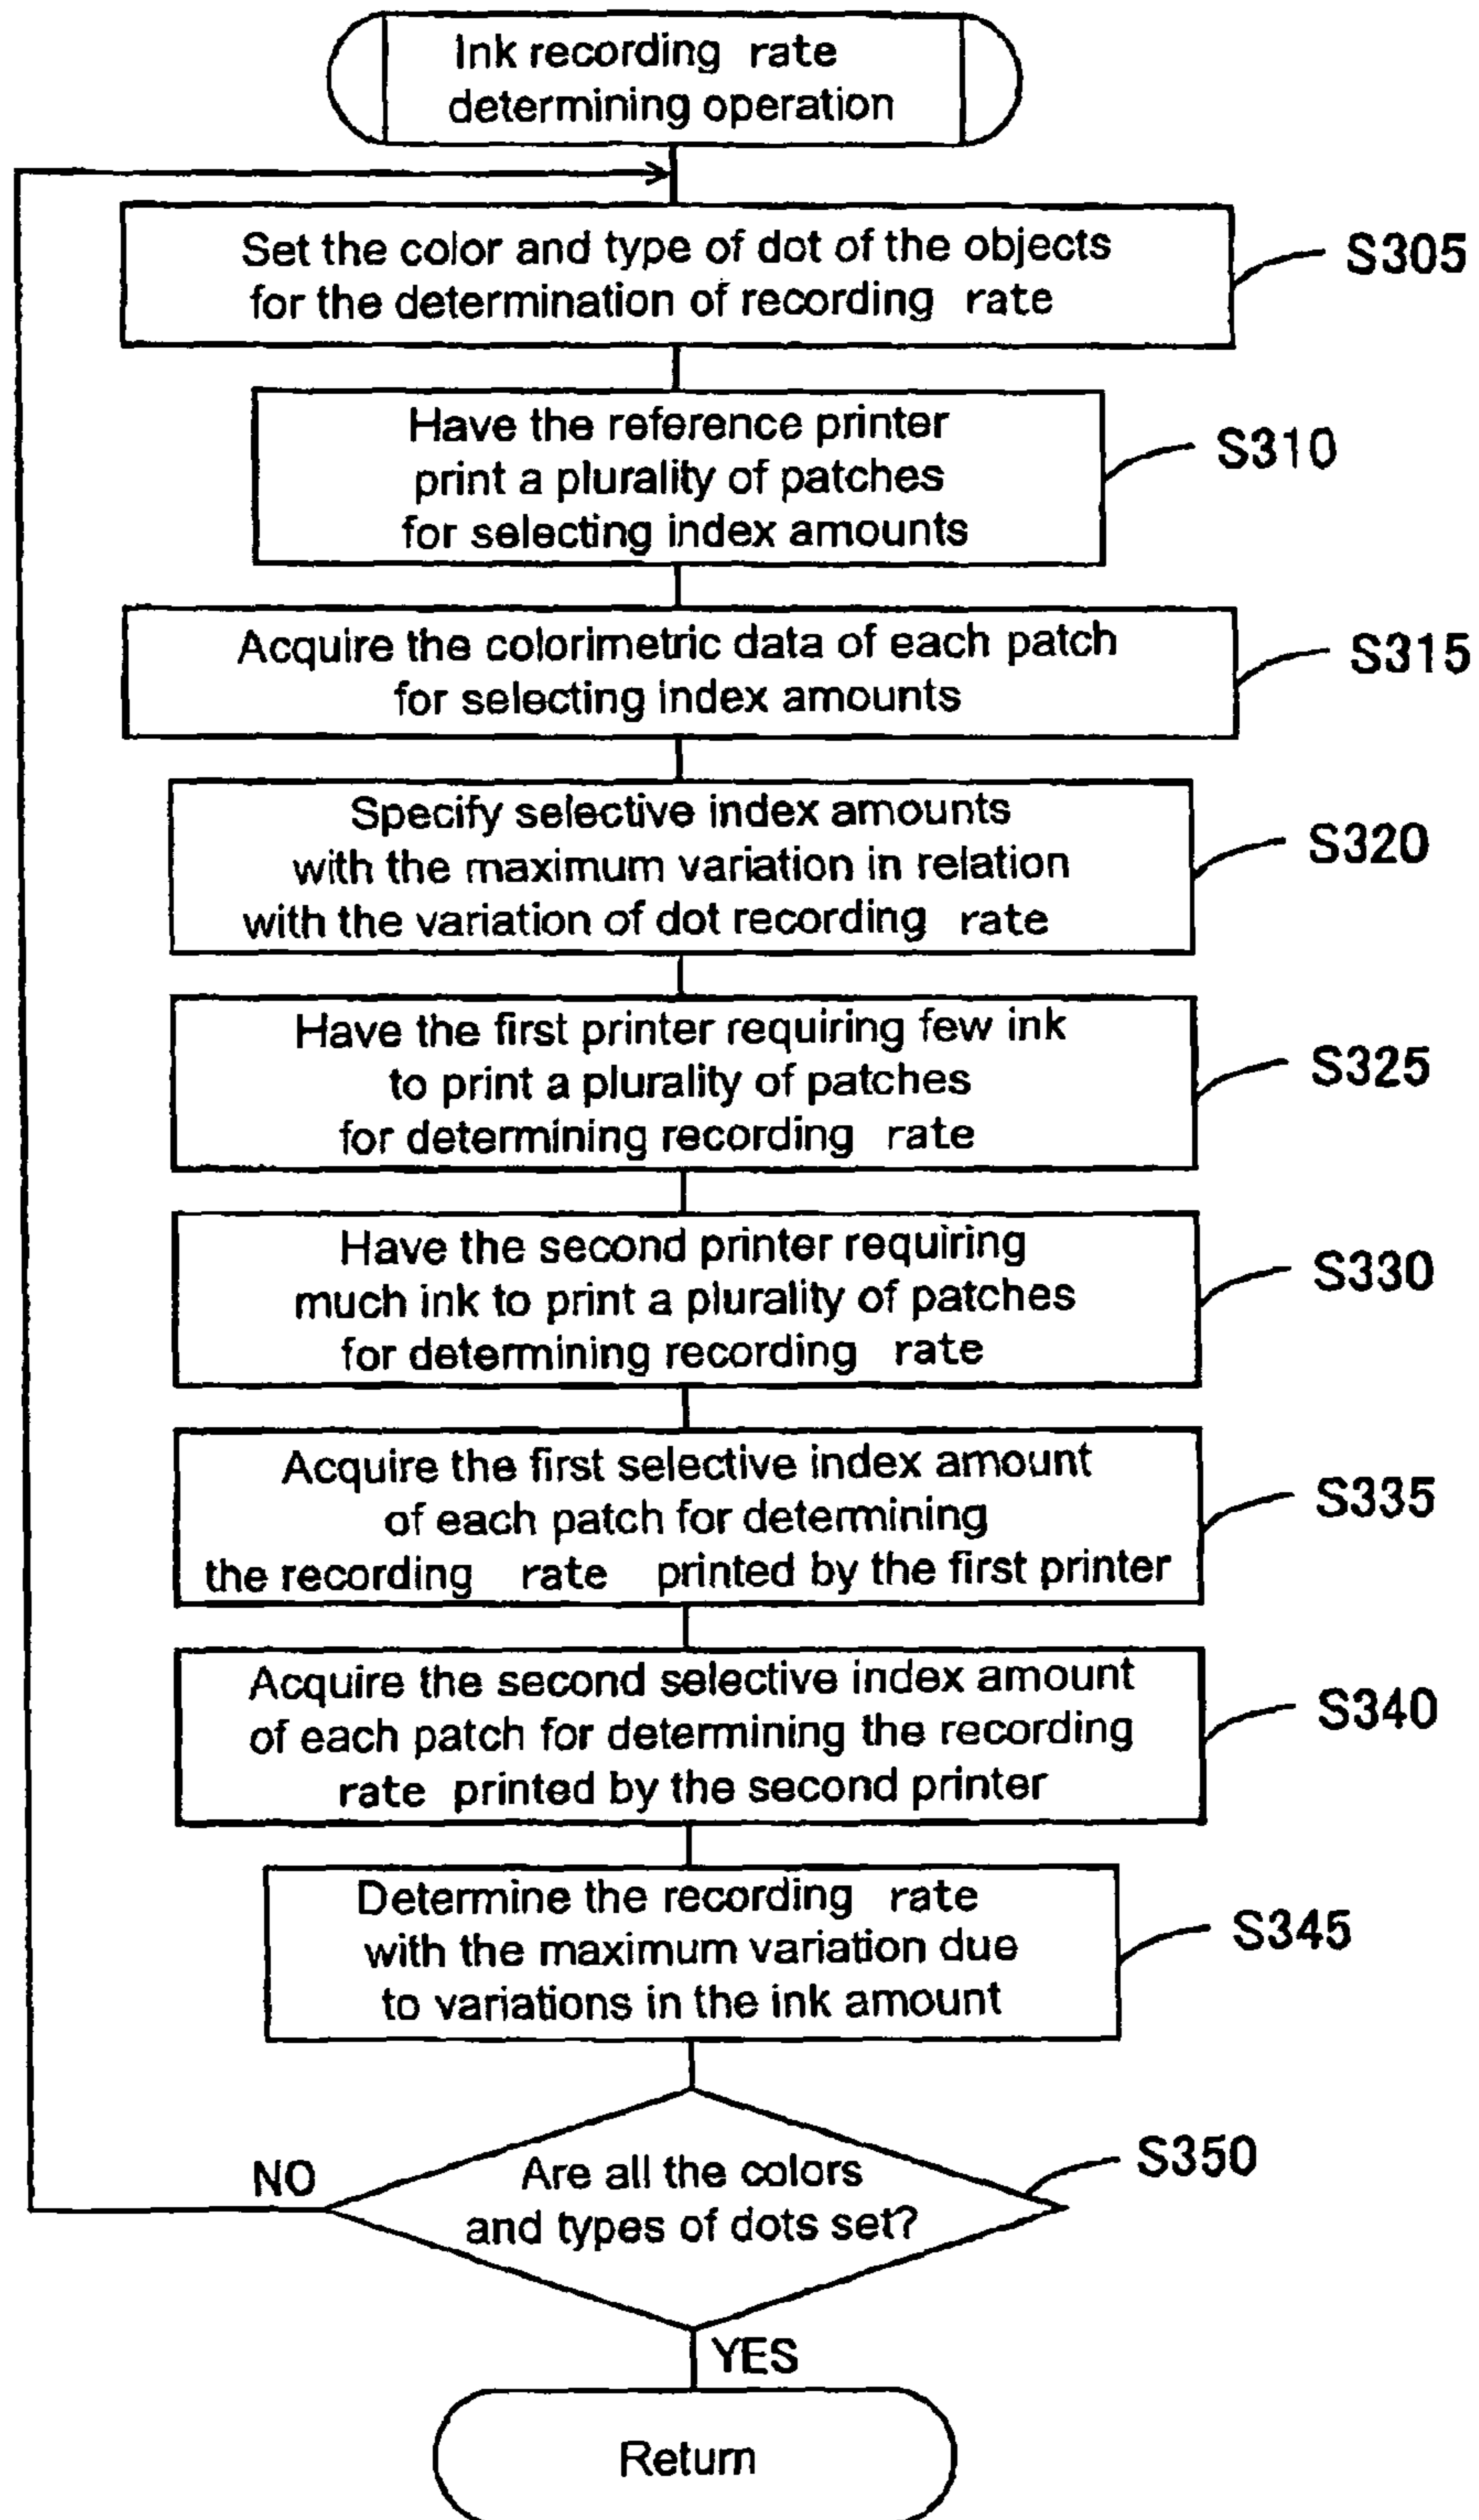 Ink recording rate
determining operation
Set the color and type of dot of the objects
for the determination of recording rate
S305
Have the reference printer
print a plurality of patches
for selecting index amounts
S310
Acquire the colorimetric data of each patch
for selecting index amounts
S315
Specify selective index amounts
with the maximum variation in relation
with the variation of dot recording rate
S320
Have the first printer requiring few ink
to print a plurality of patches
for determining recording rate
S325
Have the second printer requiring
much ink to print a plurality of patches
for determining recording rate
S330
Acquire the first selective index amount
of each patch for determining
the recording rate printed by the first printer
S335
Acquire the second selective index amount
of each patch for determining the recording
rate printed by the second printer
S340
Determine the recording rate
with the maximum variation due
to variations in the ink amount
S345
Are all the colors
and types of dots set?
S350
NO
YES
Return